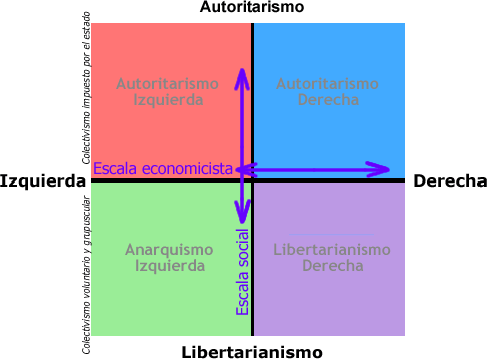 Autoritarismo
Colectivismo impuesto por el estado
Autoritarismo
Izquierda
Autoritarismo
Derecha
Escala economicista
Izquierda
Derecha
Colectivismo voluntario y grupuscular
Anarquismo
Izquierda
Escala social
Libertarianismo
Derecha
Libertarianismo